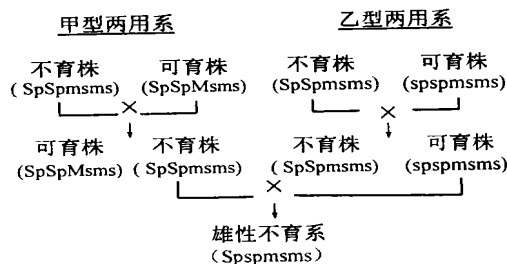 甲型两用系 乙型两用系
不育株 可育株 不育株 可育株
( SpSpmsms) (SpSpMsms) (SpSpmsms) (spspmsms)
× ×
可育株 不育株 不育株 可育株
(SpSpMsms) ( SpSpmsms) (SpSpmsms) (spspmsms)
×
雄性不育系
(Spspmsms)